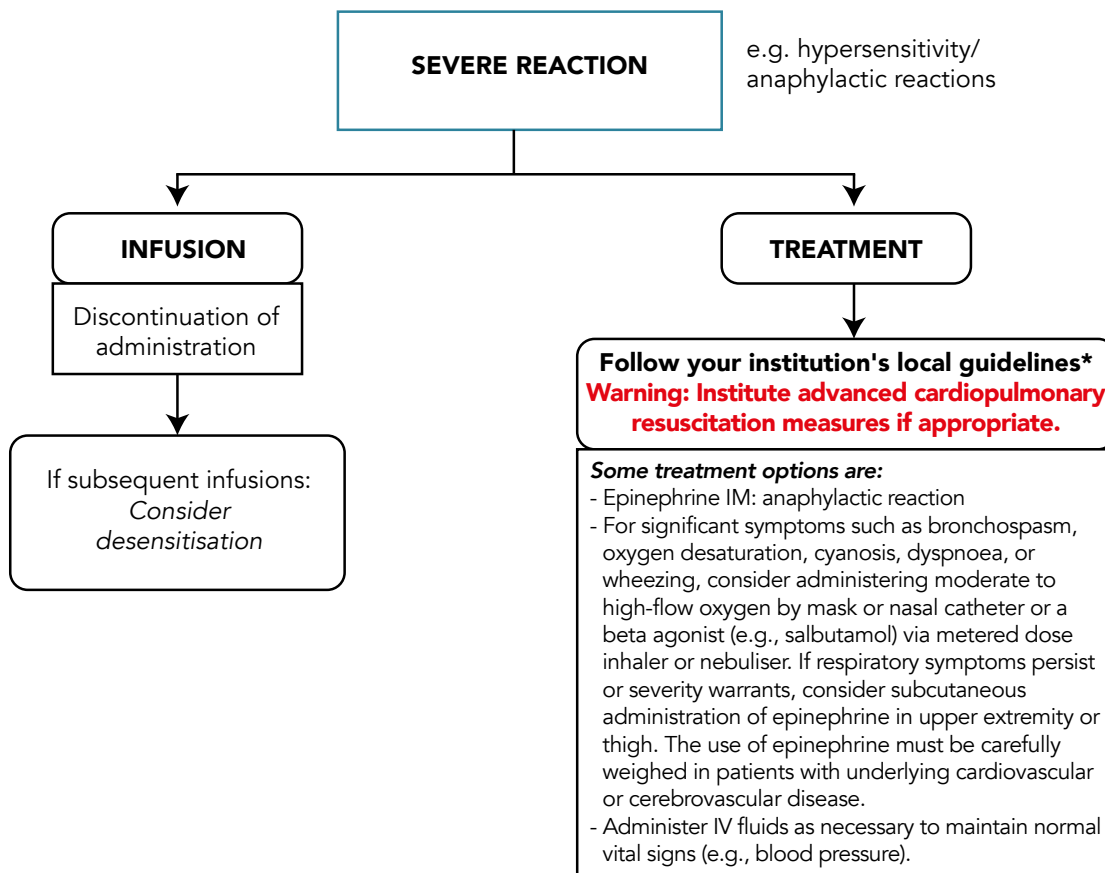 SEVERE REACTION
e.g. hypersensitivity/
anaphylactic reactions
INFUSION
Discontinuation of
administration
If subsequent infusions:
Consider
desensitisation
TREATMENT
Follow your institution's local guidelines*
Warning: Institute advanced cardiopulmonary
resuscitation measures if appropriate.
Some treatment options are:
- Epinephrine IM: anaphylactic reaction
- For significant symptoms such as bronchospasm,
oxygen desaturation, cyanosis, dyspnoea, or
wheezing, consider administering moderate to
high-flow oxygen by mask or nasal catheter or a
beta agonist (e.g., salbutamol) via metered dose
inhaler or nebuliser. If respiratory symptoms persist
or severity warrants, consider subcutaneous
administration of epinephrine in upper extremity or
thigh. The use of epinephrine must be carefully
weighed in patients with underlying cardiovascular
or cerebrovascular disease.
- Administer IV fluids as necessary to maintain normal
vital signs (e.g., blood pressure).